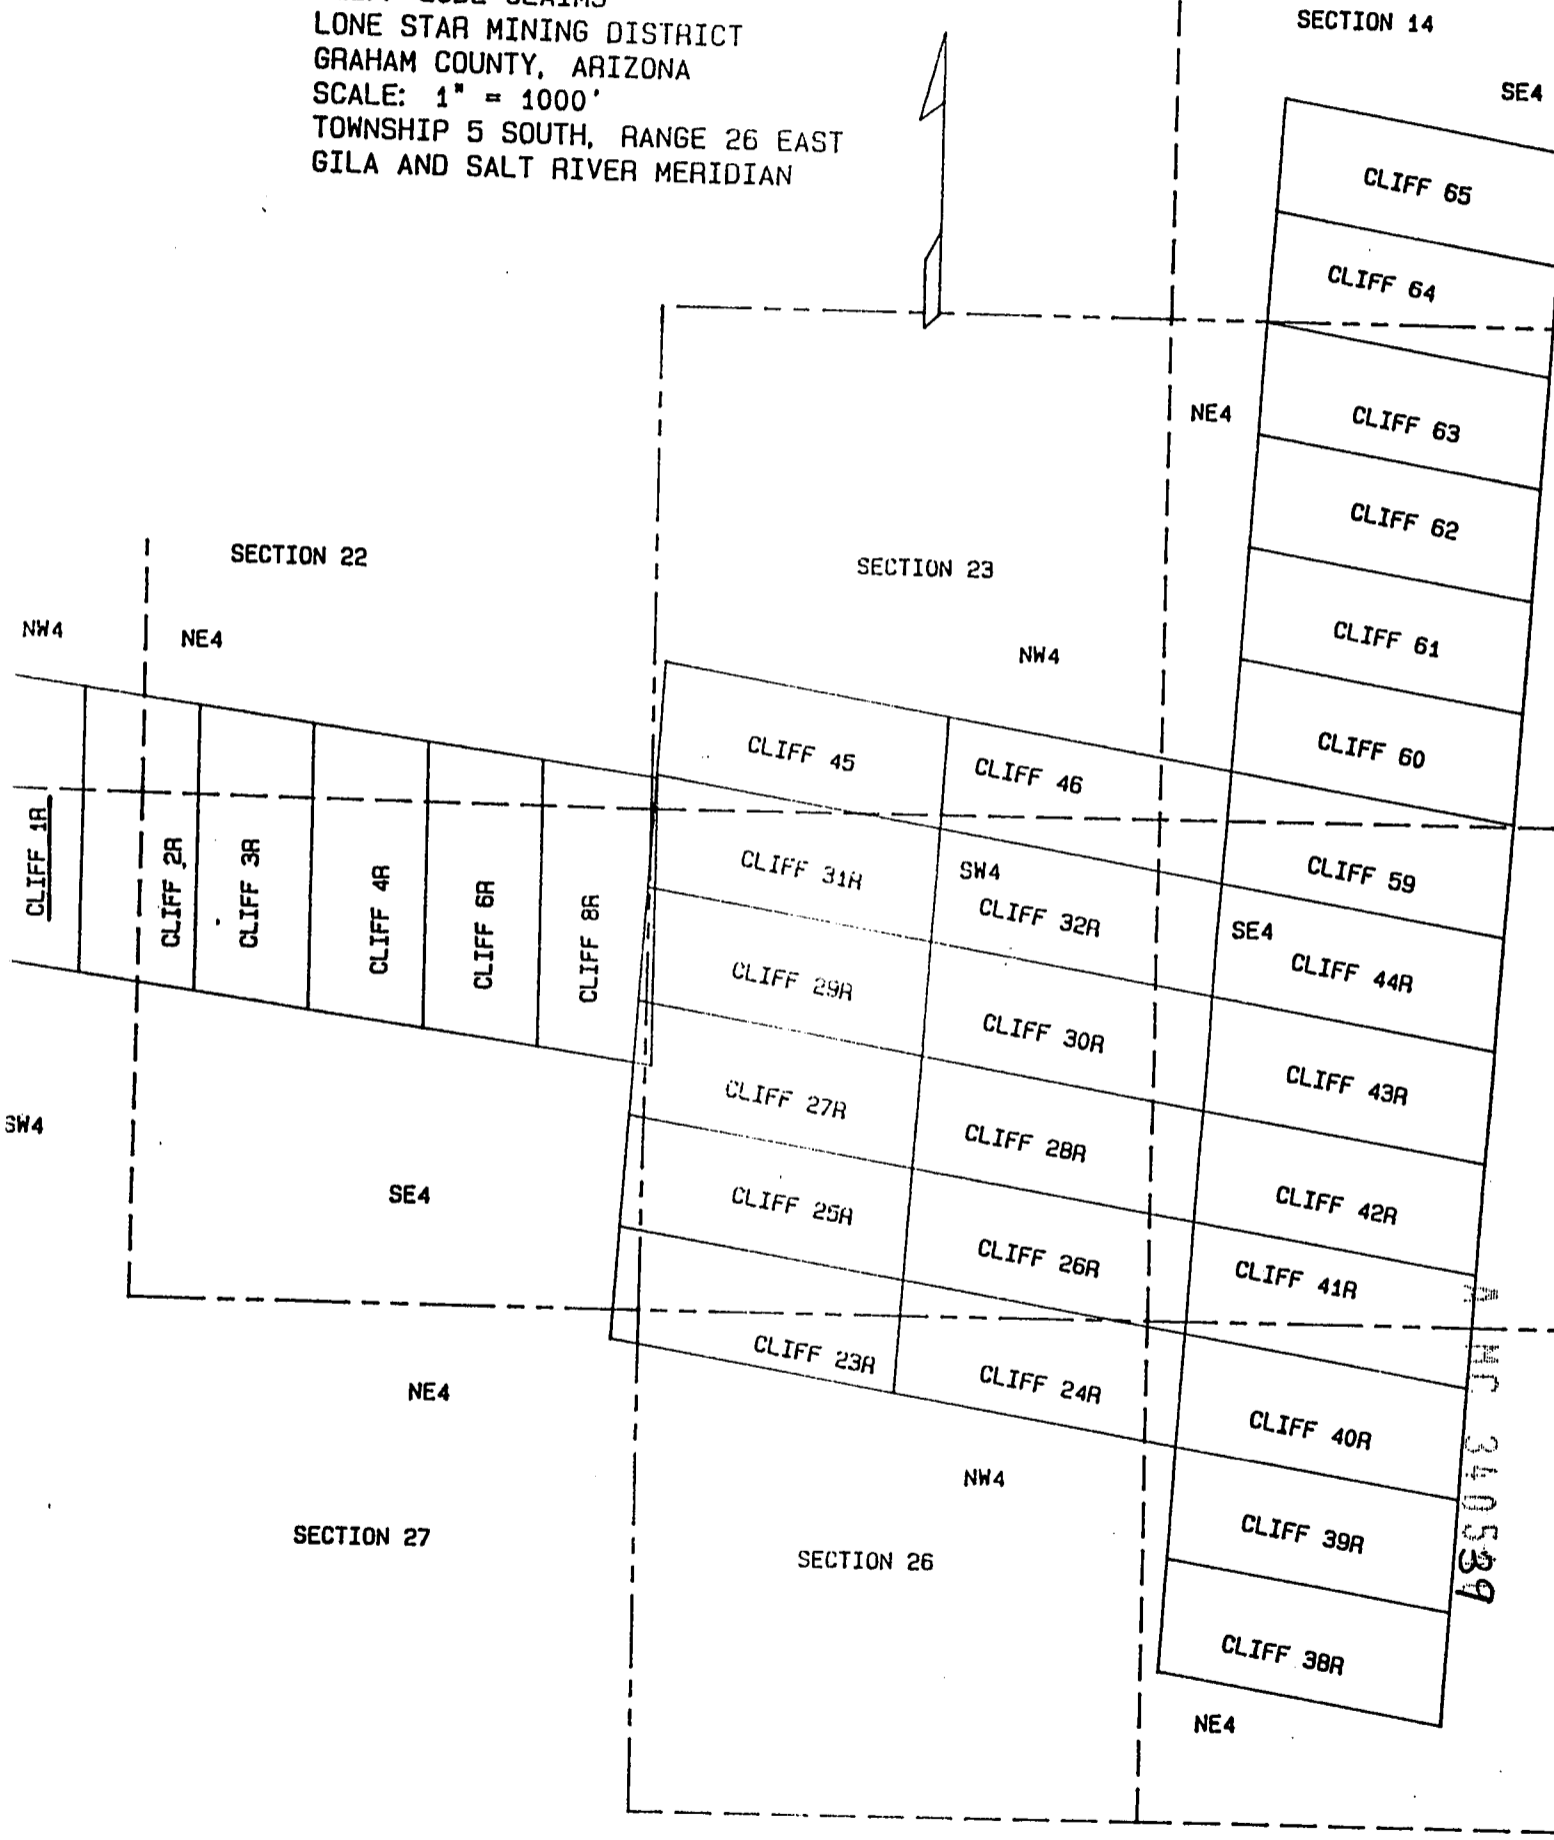 LONE STAR MINING DISTRICT
GRAHAM COUNTY, ARIZONA
SCALE: 1" = 1000'
TOWNSHIP 5 SOUTH, RANGE 26 EAST
GILA AND SALT RIVER MERIDIAN
SECTION 14
SE4
CLIFF 65
CLIFF 64
NE4
CLIFF 63
CLIFF 62
SECTION 22
SECTION 23
NW4
NE4
NW4
CLIFF 61
CLIFF 45
CLIFF 46
CLIFF 60
CLIFF 1R
CLIFF 2R
CLIFF 3R
CLIFF 4R
CLIFF 6R
CLIFF 8R
CLIFF 31R
SW4
CLIFF 32R
CLIFF 59
SE4
CLIFF 44R
CLIFF 29R
CLIFF 30R
CLIFF 43R
SW4
CLIFF 27R
CLIFF 28R
SE4
CLIFF 25R
CLIFF 26R
CLIFF 42R
CLIFF 41R
CLIFF 23R
CLIFF 24R
NE4
CLIFF 40R
NW4
SECTION 27
SECTION 26
CLIFF 39R
CLIFF 38R
NE4
A MC 340539